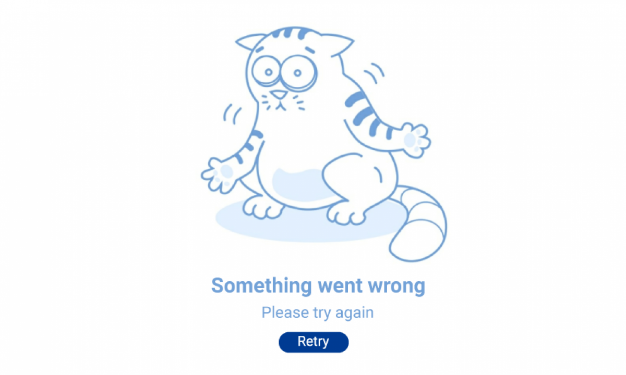 Something went wrong
Please try again
Retry